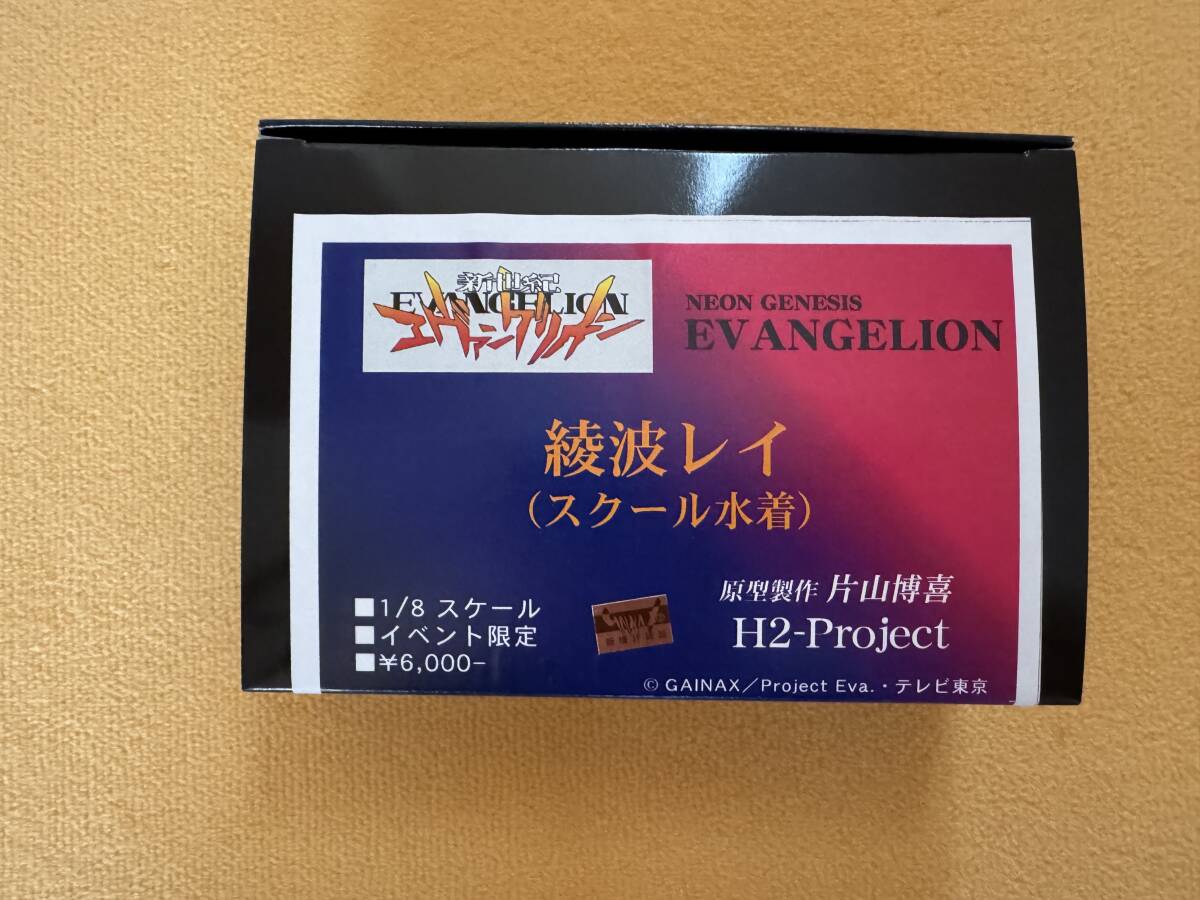 新世紀
EVANGELION
エヴァンゲリオン
NEON GENESIS
EVANGELION
綾波レイ
（スクール水着）
■1/8 スケール
■イベント限定
■¥6,000−
原型製作 片山博喜
H2-Project
© GAINAX／Project Eva.・テレビ東京